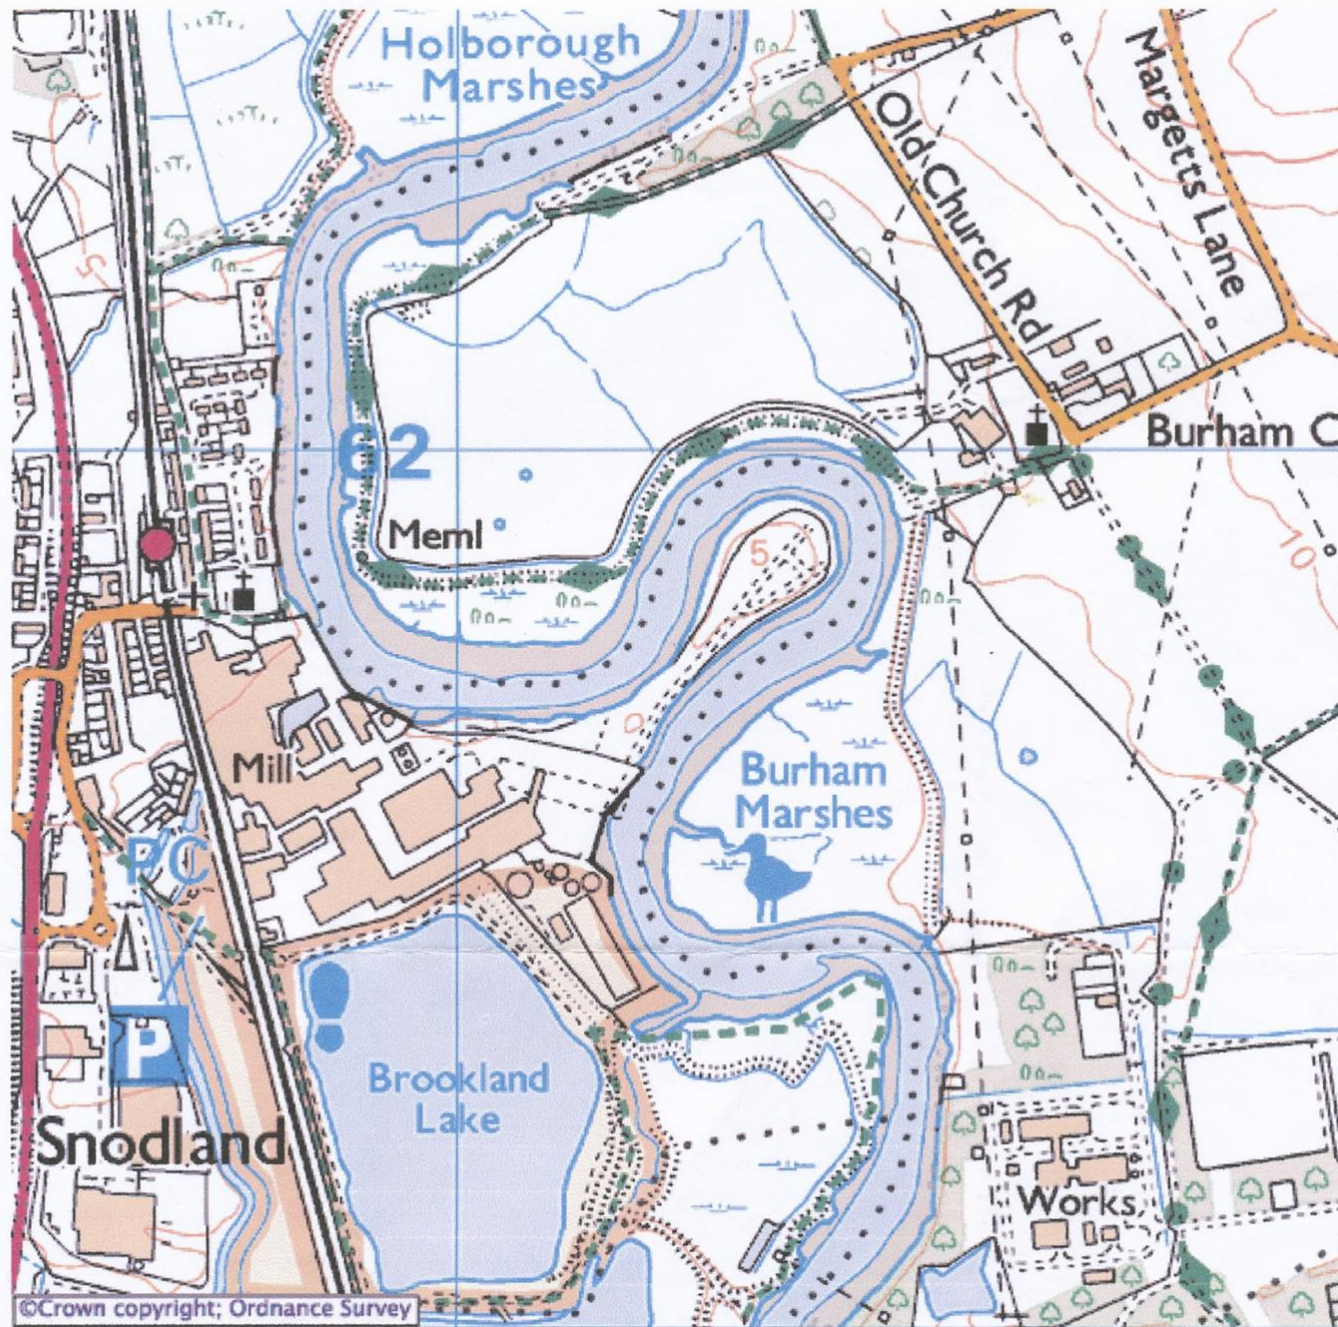 Holborough
Marshes
Old Church Rd
Margetts Lane
5
62
Burham C
Meml
5
10
Mill
Burham
Marshes
PC
P
Brookland
Lake
Snodland
Works
©Crown copyright; Ordnance Survey